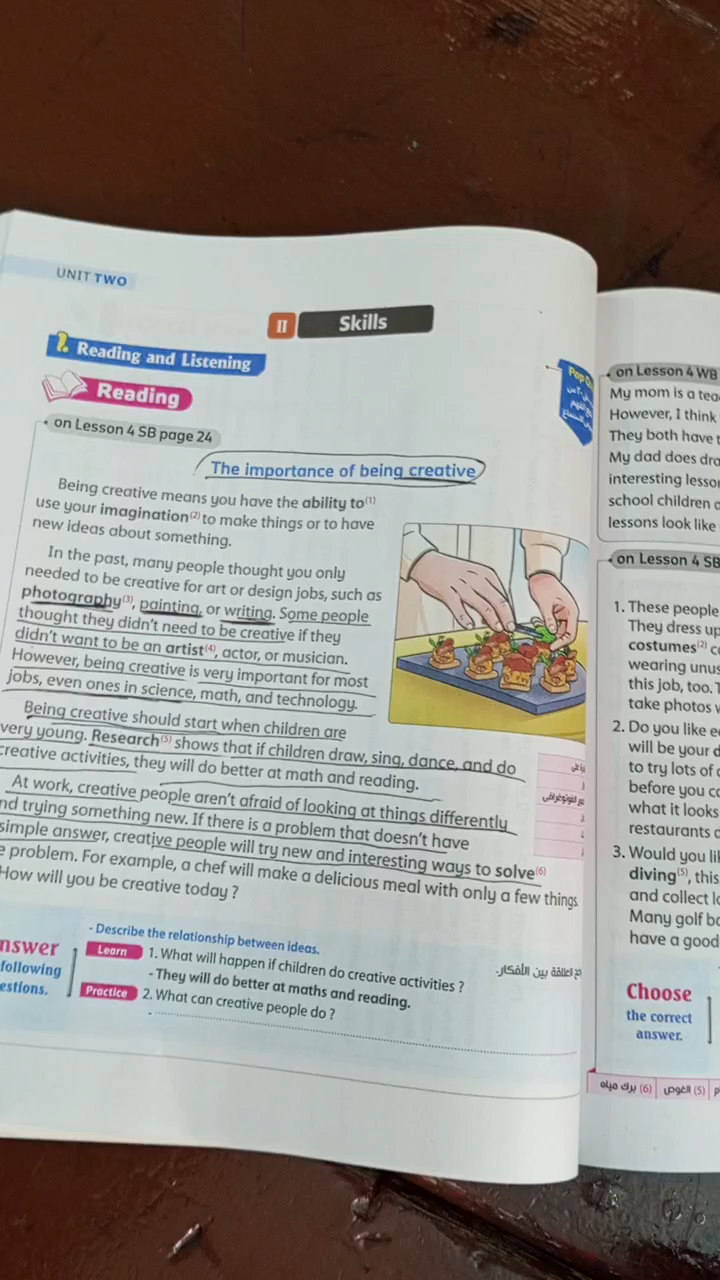 UNIT TWO
II Skills
1. Reading and Listening
Reading
on Lesson 4 SB page 24
The importance of being creative
Being creative means you have the ability to(1)
use your imagination(2) to make things or to have
new ideas about something.
In the past, many people thought you only
needed to be creative for art or design jobs, such as
photography(3), painting, or writing. Some people
thought they didn't need to be creative if they
didn't want to be an artist(4), actor, or musician.
However, being creative is very important for most
jobs, even ones in science, math, and technology.
Being creative should start when children are
very young. Research(5) shows that if children draw, sing, dance, and do
creative activities, they will do better at math and reading.
At work, creative people aren't afraid of looking at things differently
nd trying something new. If there is a problem that doesn't have
simple answer, creative people will try new and interesting ways to solve(6)
e problem. For example, a chef will make a delicious meal with only a few things
How will you be creative today ?
nswer
following
estions.
- Describe the relationship between ideas.
Learn 1. What will happen if children do creative activities ?
- They will do better at maths and reading.
Practice 2. What can creative people do ?
العلاقة بين الأفكار.
on Lesson 4 WB
My mom is a tea
However, I think
They both have t
My dad does dra
interesting lesso
school children
lessons look like
on Lesson 4 SB
1. These people
They dress up
costumes(2)
wearing unus
this job, too.
take photos
2. Do you like e
will be your d
to try lots of
before you c
what it looks
restaurants
3. Would you li
diving(5), this
and collect l
Many golf b
have a good
Choose
the correct
answer.
(5) الغوص
(6) برك مياه